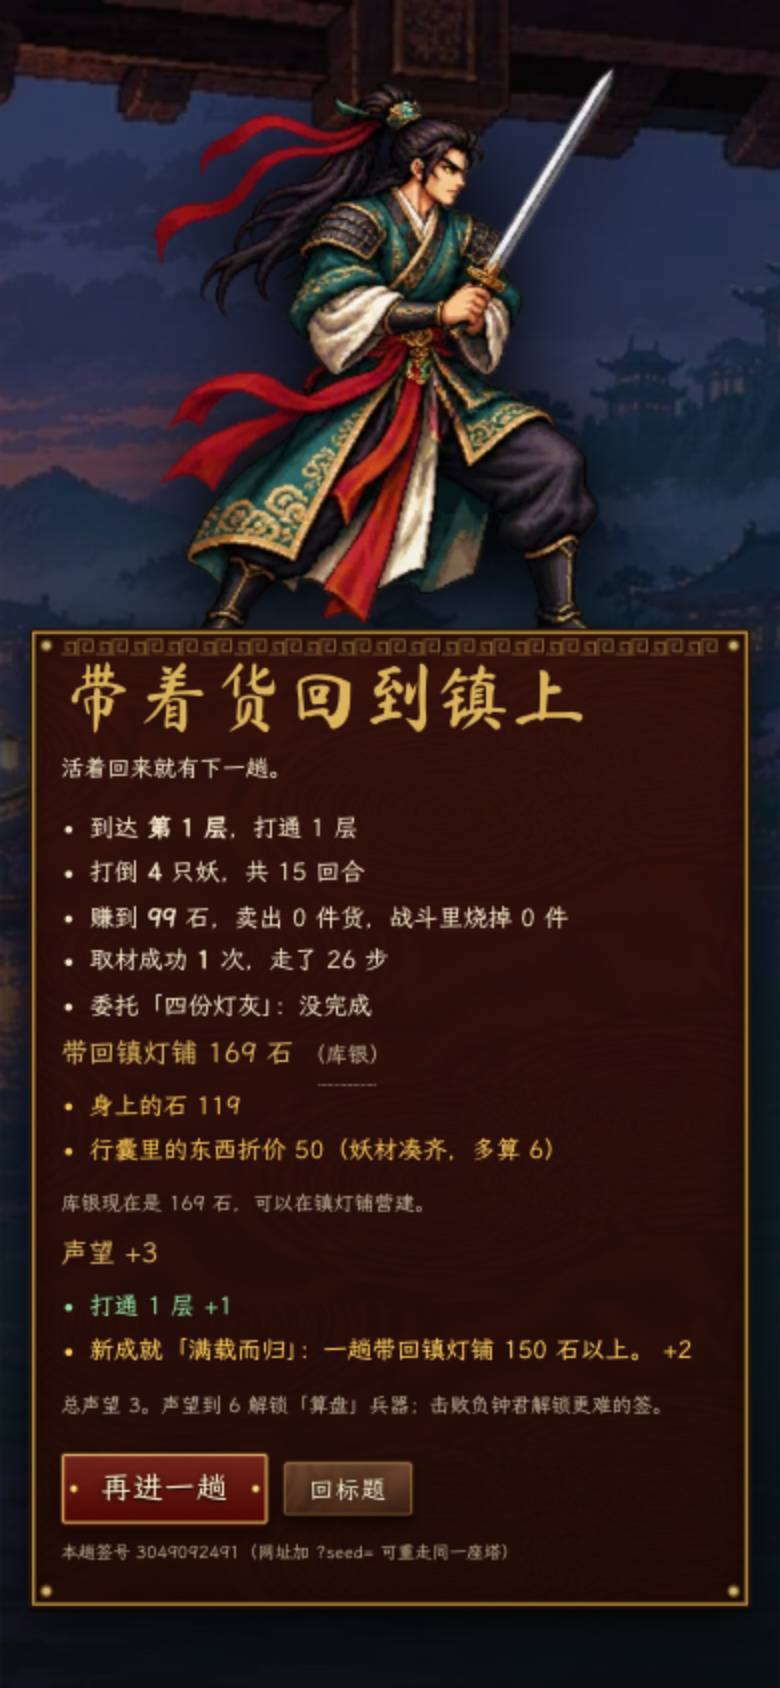 带着货回到镇上
活着回来就有下一趟。
• 到达 第 1 层，打通 1 层
• 打倒 4 只妖，共 15 回合
• 赚到 99 石，卖出 0 件货，战斗里烧掉 0 件
• 取材成功 1 次，走了 26 步
• 委托「四份灯灰」：没完成
带回镇灯铺 169 石 （库银）
• 身上的石 119
• 行囊里的东西折价 50（妖材凑齐，多算 6）
库银现在是 169 石，可以在镇灯铺营建。
声望 +3
• 打通 1 层 +1
• 新成就「满载而归」：一趟带回镇灯铺 150 石以上。 +2
总声望 3。声望到 6 解锁「算盘」兵器；击败负钟君解锁更难的签。
再进一趟 回标题
本趟签号 3049092491（网址加 ?seed= 可重走同一座塔）